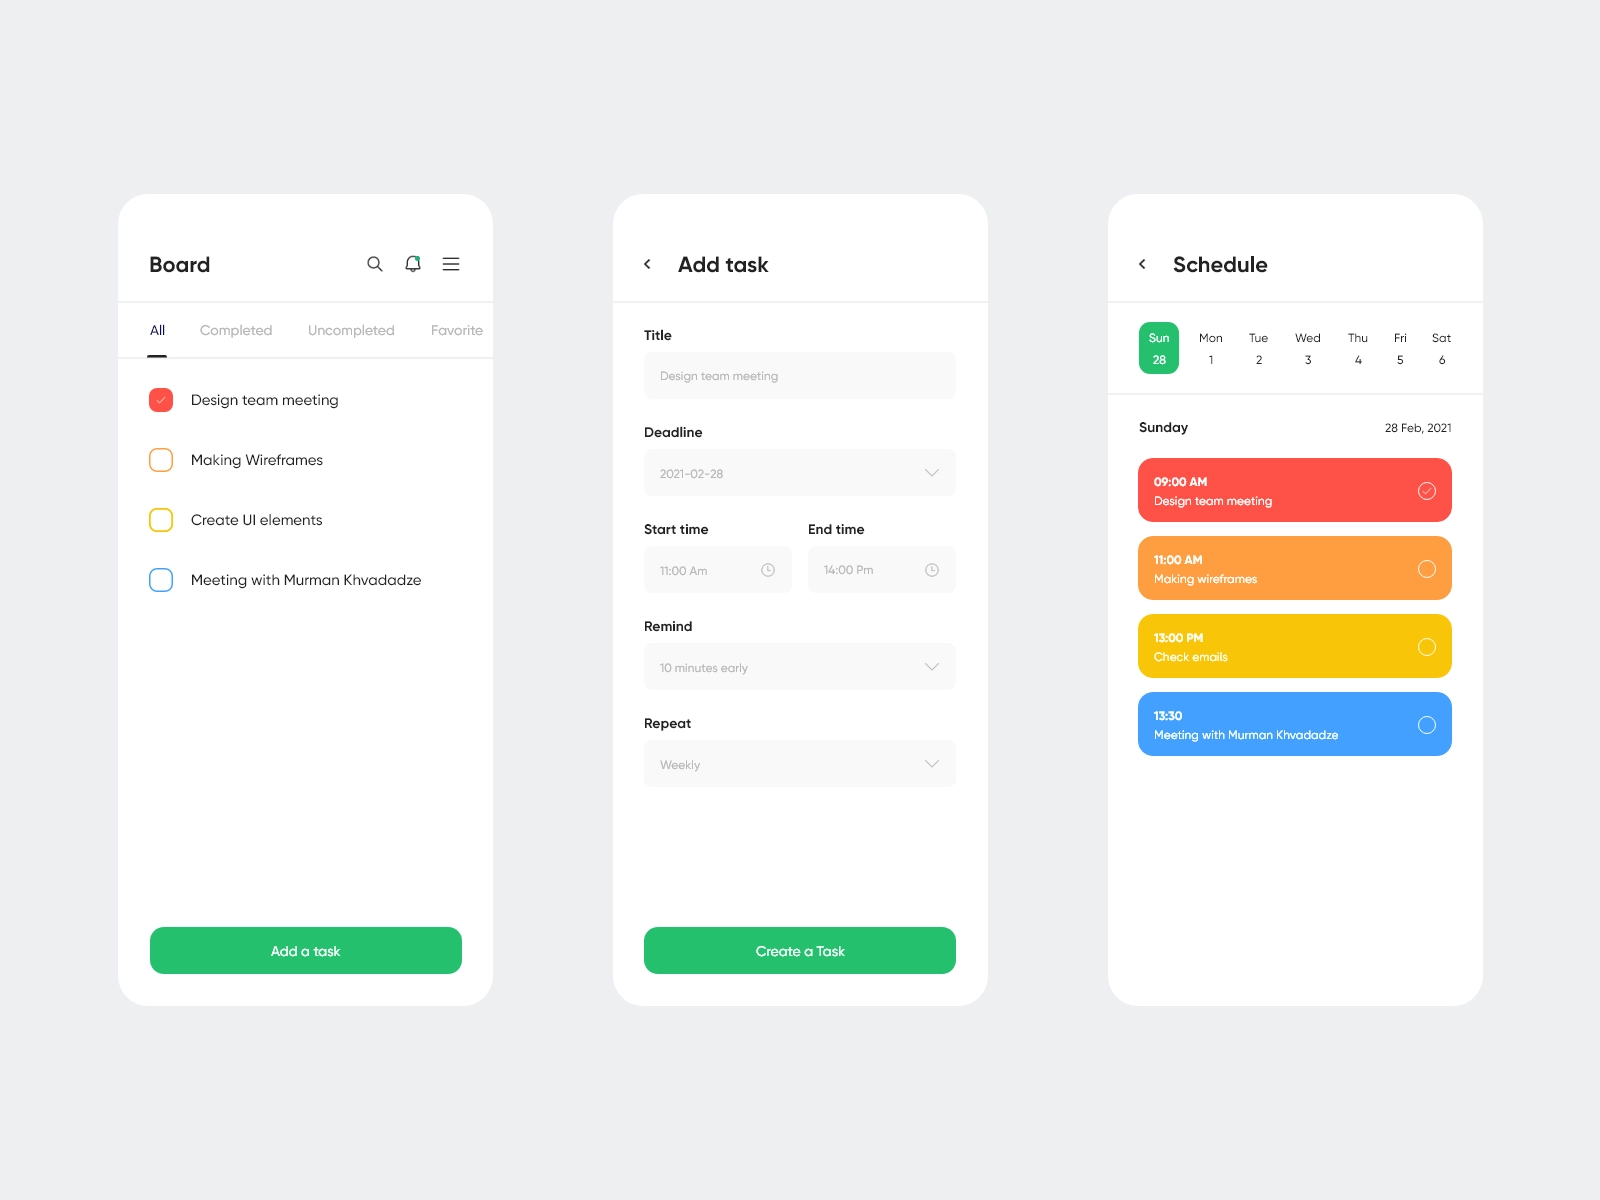 Board
All Completed Uncompleted Favorite
Design team meeting
Making Wireframes
Create UI elements
Meeting with Murman Khvadadze
Add a task
Add task
Title
Design team meeting
Deadline
2021-02-28
Start time End time
11:00 Am 14:00 Pm
Remind
10 minutes early
Repeat
Weekly
Create a Task
Schedule
Sun Mon Tue Wed Thu Fri Sat
28 1 2 3 4 5 6
Sunday 28 Feb, 2021
09:00 AM
Design team meeting
11:00 AM
Making wireframes
13:00 PM
Check emails
13:30
Meeting with Murman Khvadadze